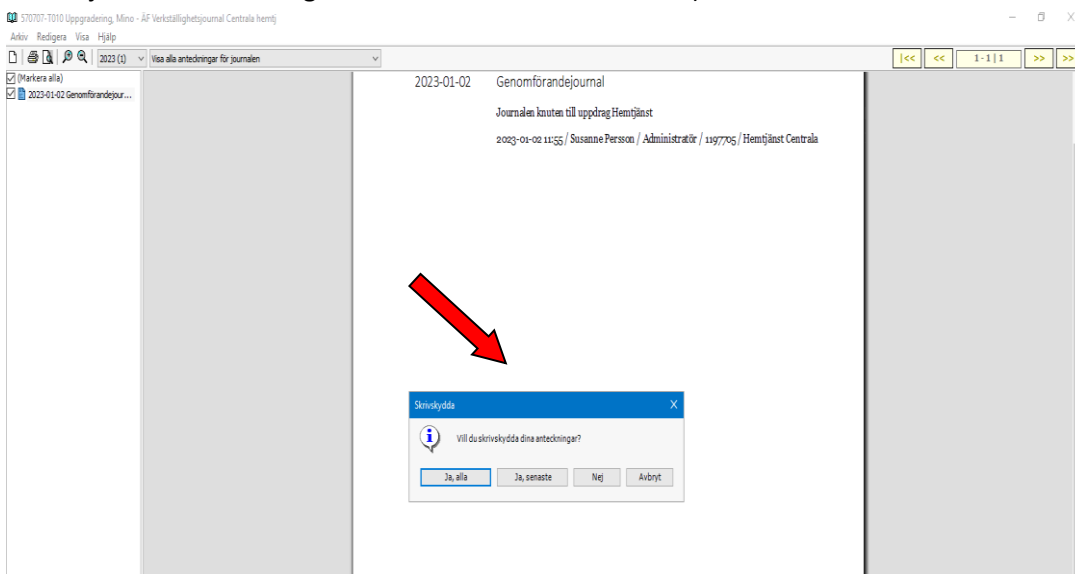 570707-T010 Uppgradering, Mino - ÄF Verkställighetsjournal Centrala hemtj
Arkiv Redigera Visa Hjälp
2023 (1) Visa alla anteckningar för journalen |<< << 1-1|1 >> >>
(Markera alla)
2023-01-02 Genomförandejour...
2023-01-02 Genomförandejournal
Journalen knuten till uppdrag Hemtjänst
2023-01-02 11:55 / Susanne Persson / Administratör / 1197705 / Hemtjänst Centrala
Skrivskydda X
Vill du skrivskydda dina anteckningar?
Ja, alla Ja, senaste Nej Avbryt